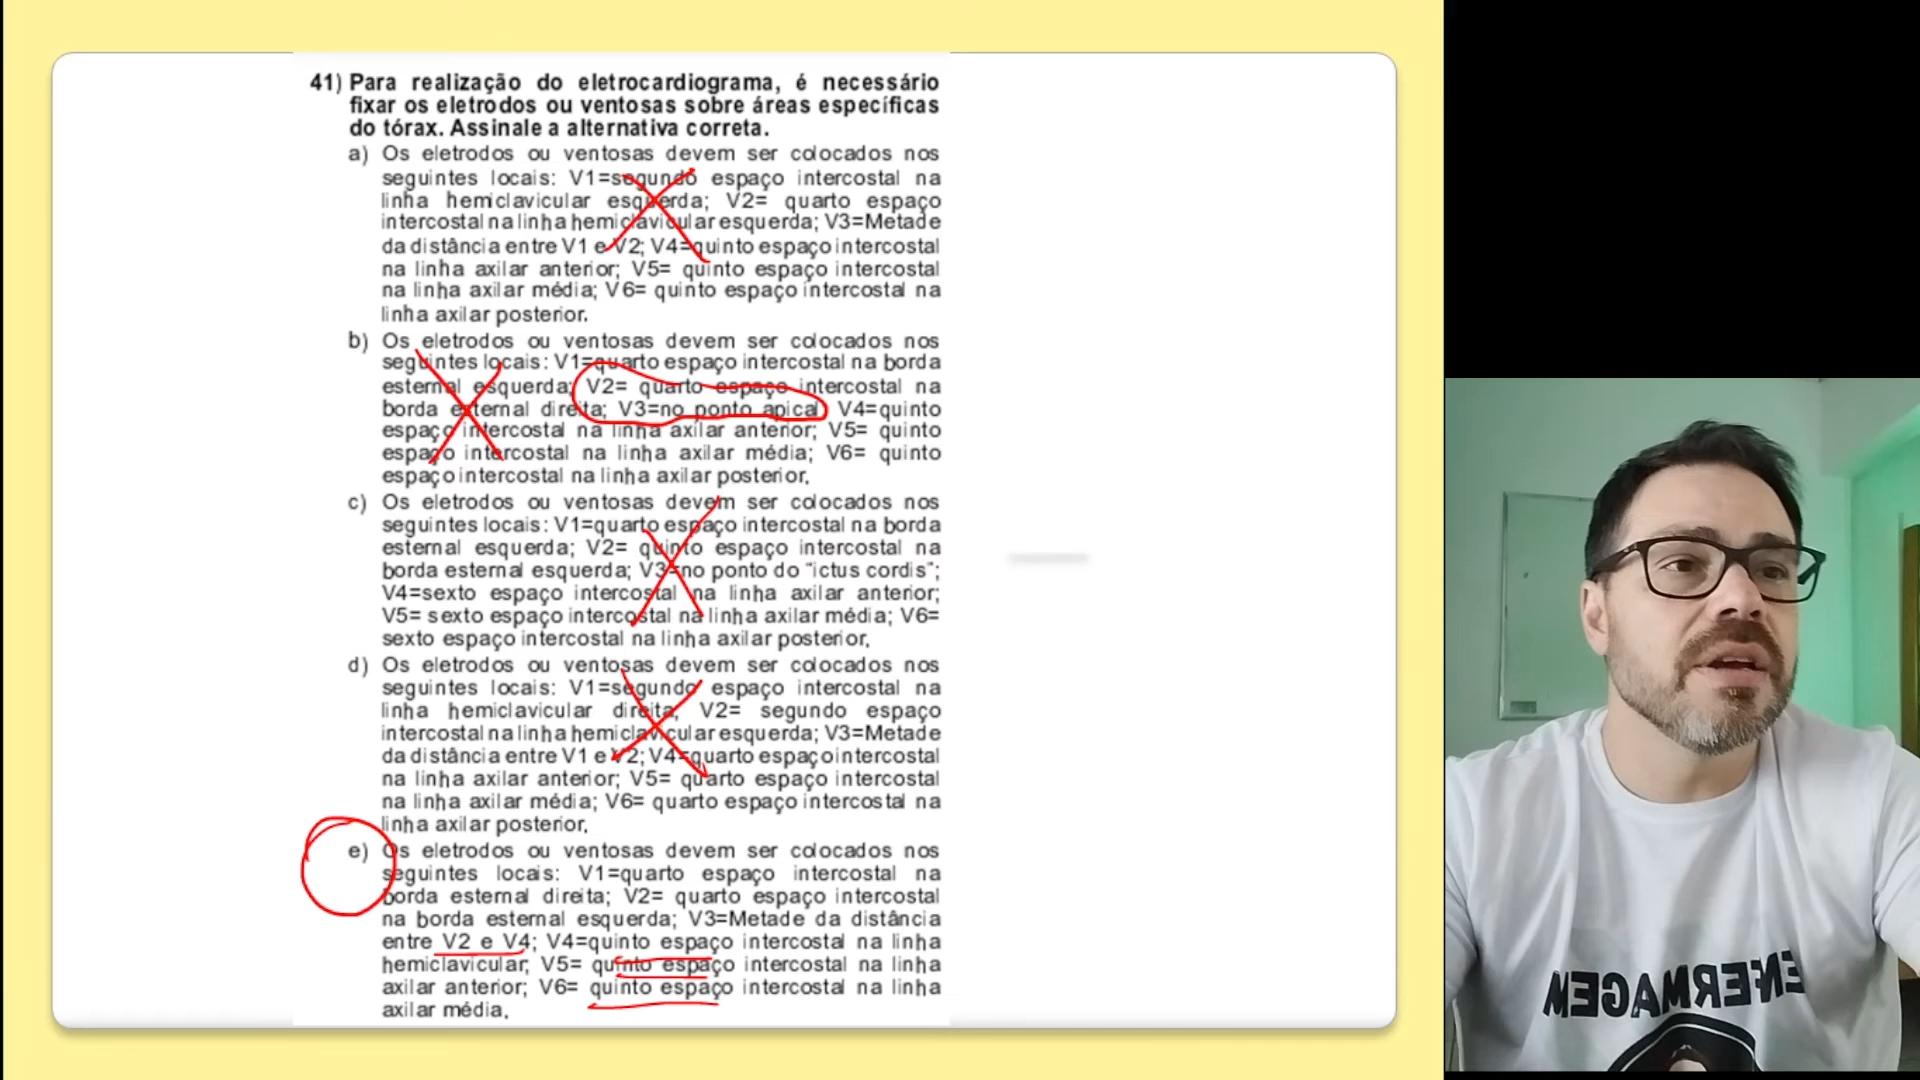 41) Para realização do eletrocardiograma, é necessário
fixar os eletrodos ou ventosas sobre áreas específicas
do tórax. Assinale a alternativa correta.
a) Os eletrodos ou ventosas devem ser colocados nos
seguintes locais: V1=segundo espaço intercostal na
linha hemiclavicular esquerda; V2= quarto espaço
intercostal na linha hemiclavicular esquerda; V3=Metade
da distância entre V1 e V2; V4=quinto espaço intercostal
na linha axilar anterior; V5= quinto espaço intercostal
na linha axilar média; V6= quinto espaço intercostal na
linha axilar posterior.
b) Os eletrodos ou ventosas devem ser colocados nos
seguintes locais: V1=quarto espaço intercostal na borda
esternal esquerda; V2= quarto espaço intercostal na
borda external direita; V3=no ponto apical V4=quinto
espaço intercostal na linha axilar anterior; V5= quinto
espaço intercostal na linha axilar média; V6= quinto
espaço intercostal na linha axilar posterior.
c) Os eletrodos ou ventosas devem ser colocados nos
seguintes locais: V1=quarto espaço intercostal na borda
esternal esquerda; V2= quinto espaço intercostal na
borda esternal esquerda; V3=no ponto do "ictus cordis";
V4=sexto espaço intercostal na linha axilar anterior;
V5= sexto espaço intercostal na linha axilar média; V6=
sexto espaço intercostal na linha axilar posterior.
d) Os eletrodos ou ventosas devem ser colocados nos
seguintes locais: V1=segundo espaço intercostal na
linha hemiclavicular direita; V2= segundo espaço
intercostal na linha hemiclavicular esquerda; V3=Metade
da distância entre V1 e V2; V4=quarto espaço intercostal
na linha axilar anterior; V5= quarto espaço intercostal
na linha axilar média; V6= quarto espaço intercostal na
linha axilar posterior.
e) Os eletrodos ou ventosas devem ser colocados nos
seguintes locais: V1=quarto espaço intercostal na
borda esternal direita; V2= quarto espaço intercostal
na borda esternal esquerda; V3=Metade da distância
entre V2 e V4; V4=quinto espaço intercostal na linha
hemiclavicular; V5= quinto espaço intercostal na linha
axilar anterior; V6= quinto espaço intercostal na linha
axilar média.
ENFERMAGEM